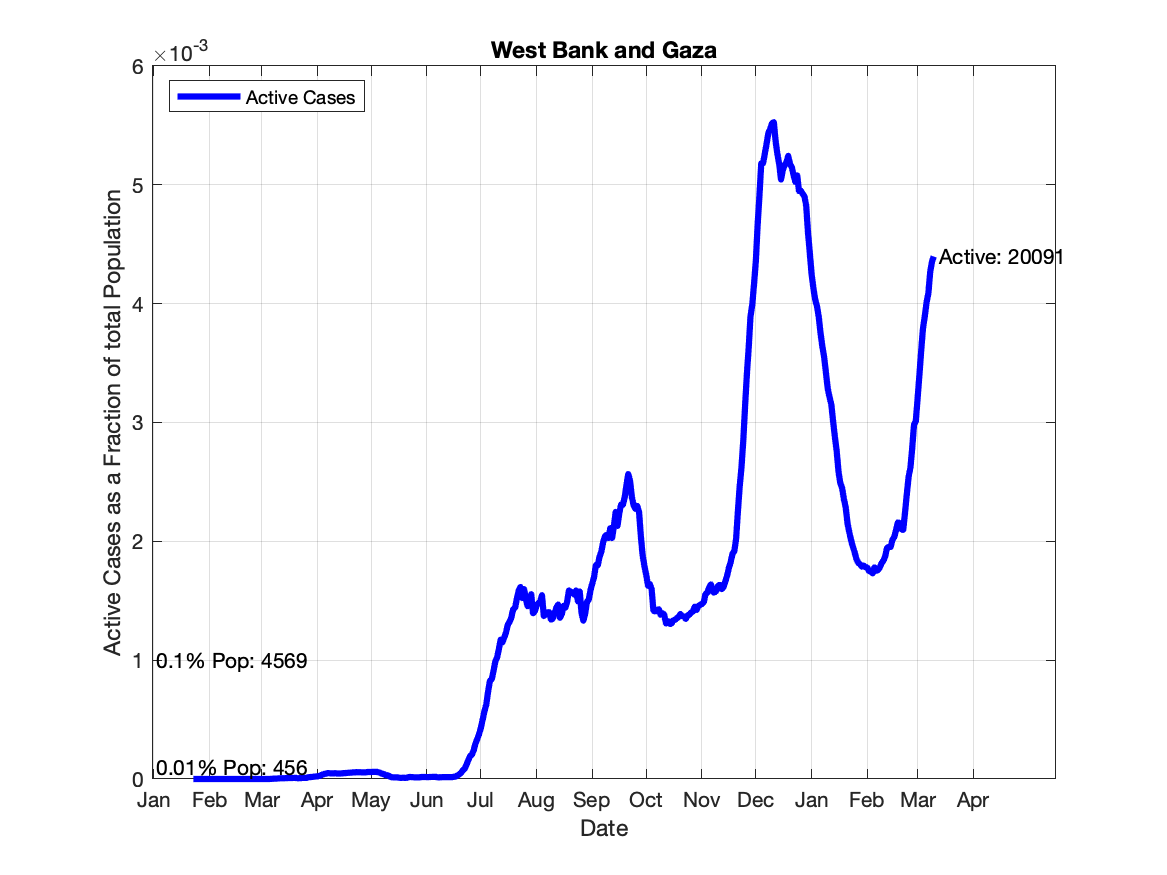 West Bank and Gaza
×10⁻³
Active Cases
6
5
4
3
2
1
0
Active Cases as a Fraction of total Population
Active: 20091
0.1% Pop: 4569
0.01% Pop: 456
Jan Feb Mar Apr May Jun Jul Aug Sep Oct Nov Dec Jan Feb Mar Apr
Date